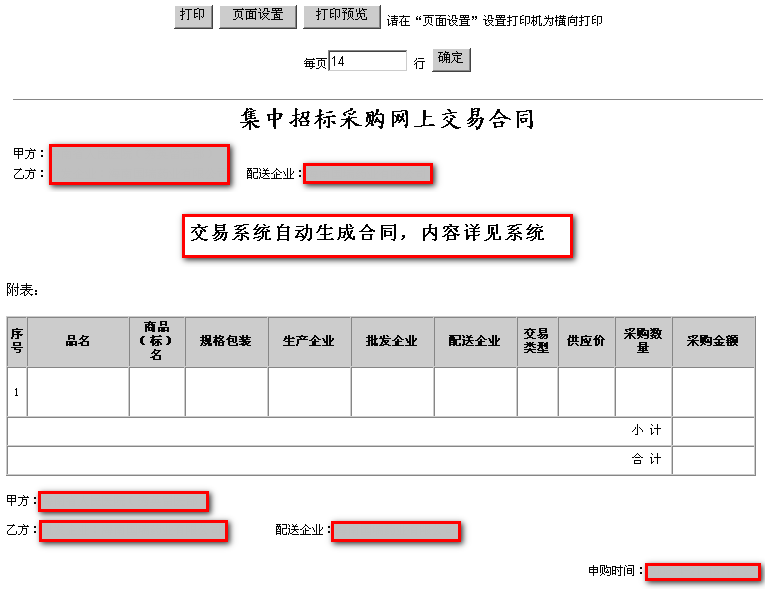 打印 页面设置 打印预览 请在“页面设置”设置打印机为横向打印
每页 14 行 确定
集中招标采购网上交易合同
甲方：
乙方： 配送企业：
交易系统自动生成合同，内容详见系统
附表：
序号 品名 商品（标）名 规格包装 生产企业 批发企业 配送企业 交易类型 供应价 采购数量 采购金额
1
小 计
合 计
甲方：
乙方： 配送企业：
申购时间：